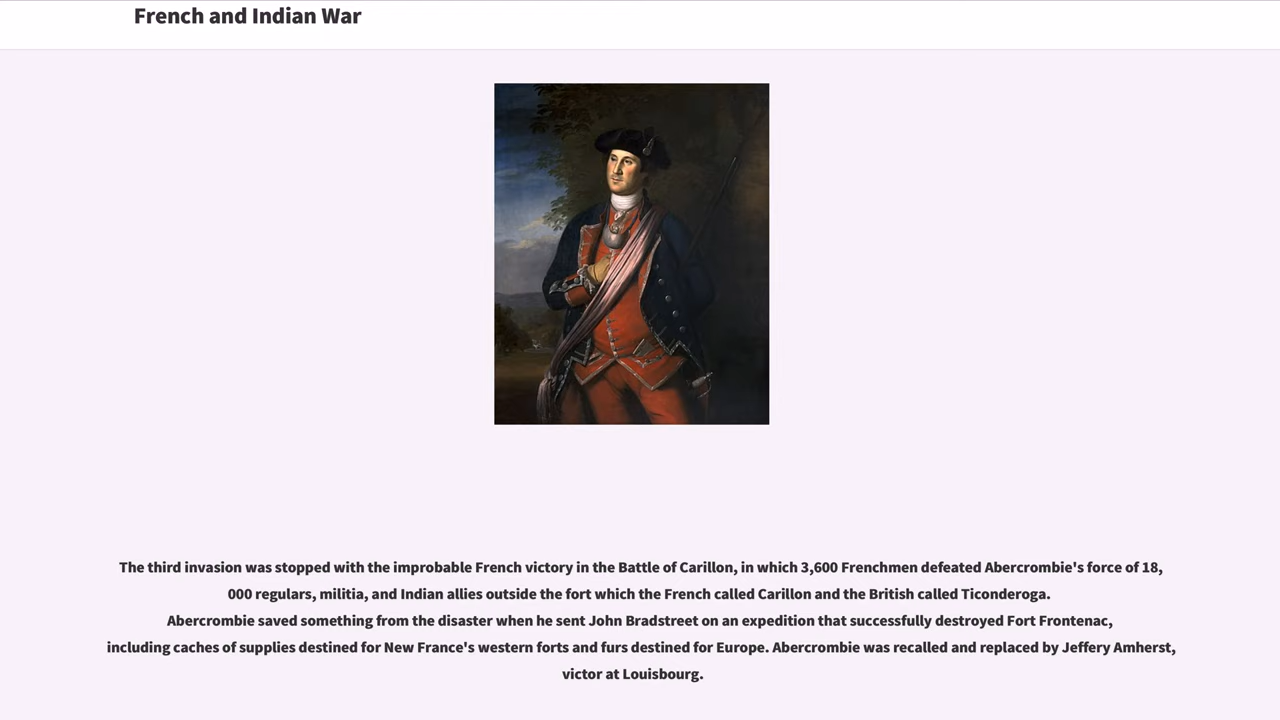 French and Indian War
The third invasion was stopped with the improbable French victory in the Battle of Carillon, in which 3,600 Frenchmen defeated Abercrombie's force of 18,
000 regulars, militia, and Indian allies outside the fort which the French called Carillon and the British called Ticonderoga.
Abercrombie saved something from the disaster when he sent John Bradstreet on an expedition that successfully destroyed Fort Frontenac,
including caches of supplies destined for New France's western forts and furs destined for Europe. Abercrombie was recalled and replaced by Jeffery Amherst,
victor at Louisbourg.